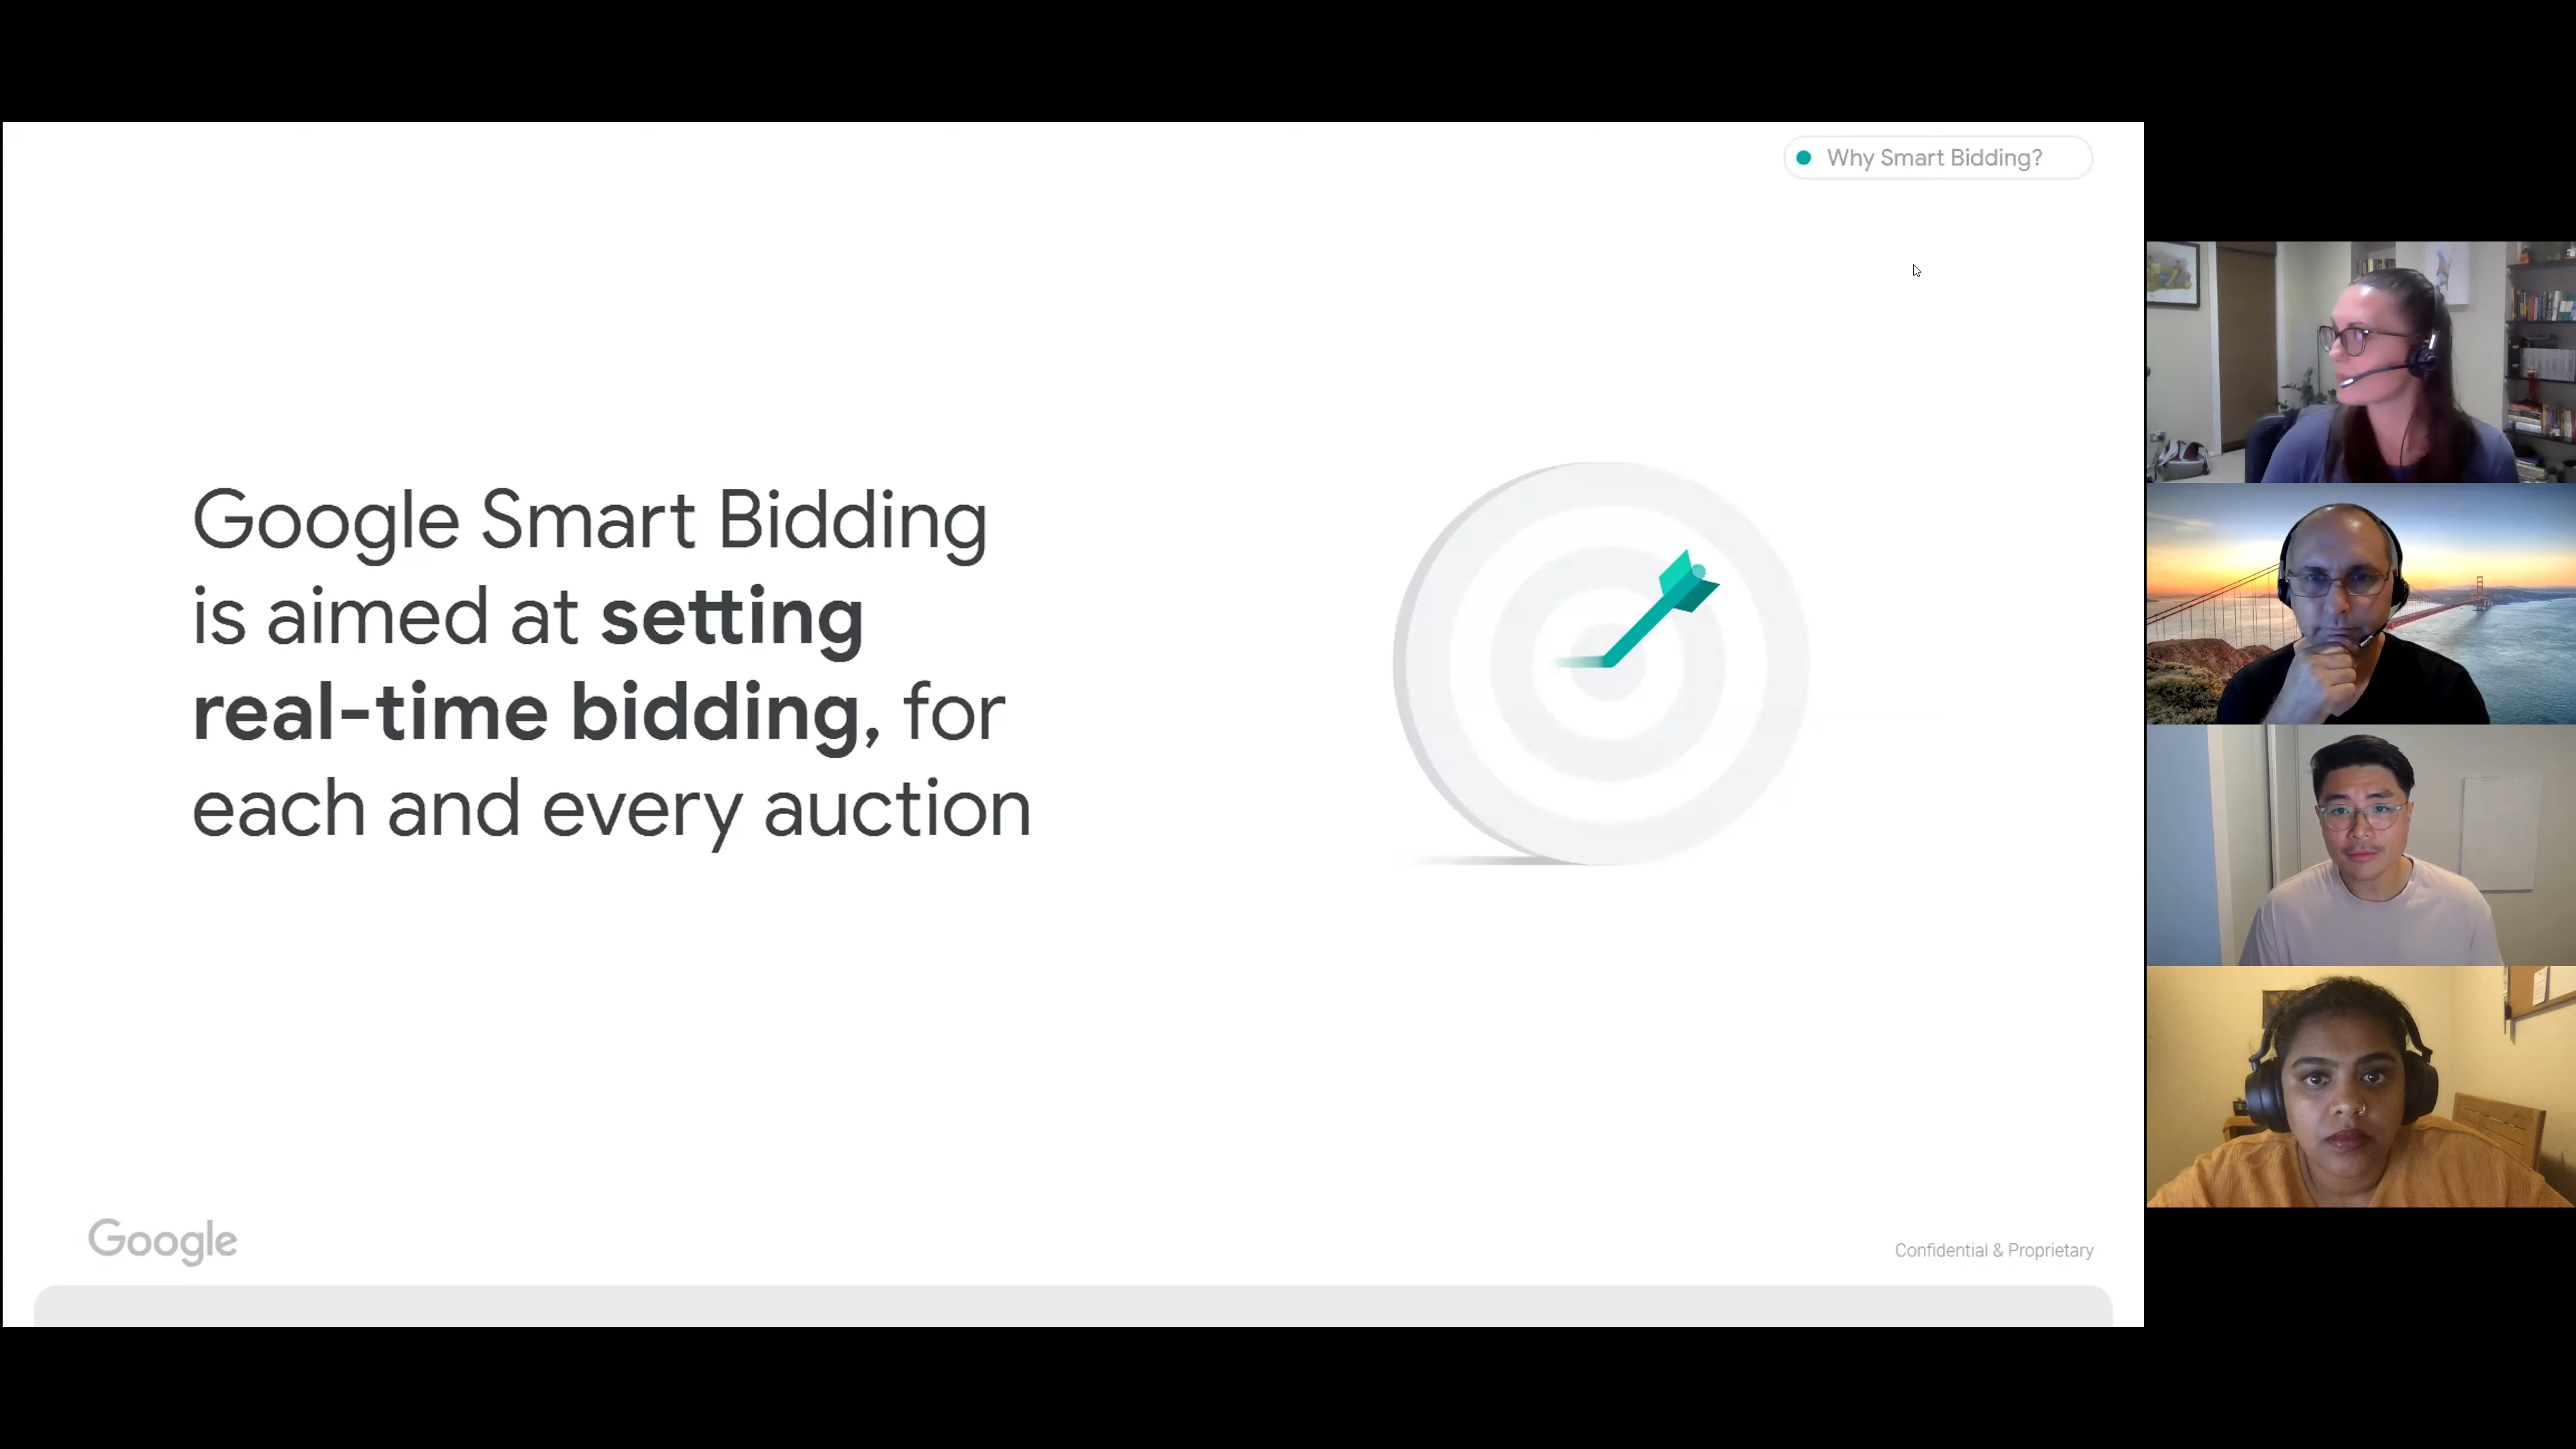 Why Smart Bidding?
Google Smart Bidding
is aimed at setting
real-time bidding, for
each and every auction
Google
Confidential & Proprietary